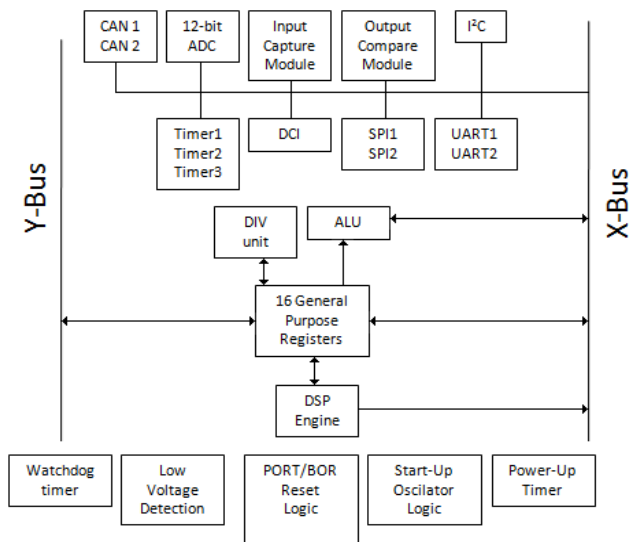 CAN 1
CAN 2
12-bit
ADC
Input
Capture
Module
Output
Compare
Module
I²C
Timer1
Timer2
Timer3
DCI
SPI1
SPI2
UART1
UART2
Y-Bus
X-Bus
DIV
unit
ALU
16 General
Purpose
Registers
DSP
Engine
Watchdog
timer
Low
Voltage
Detection
PORT/BOR
Reset
Logic
Start-Up
Oscilator
Logic
Power-Up
Timer